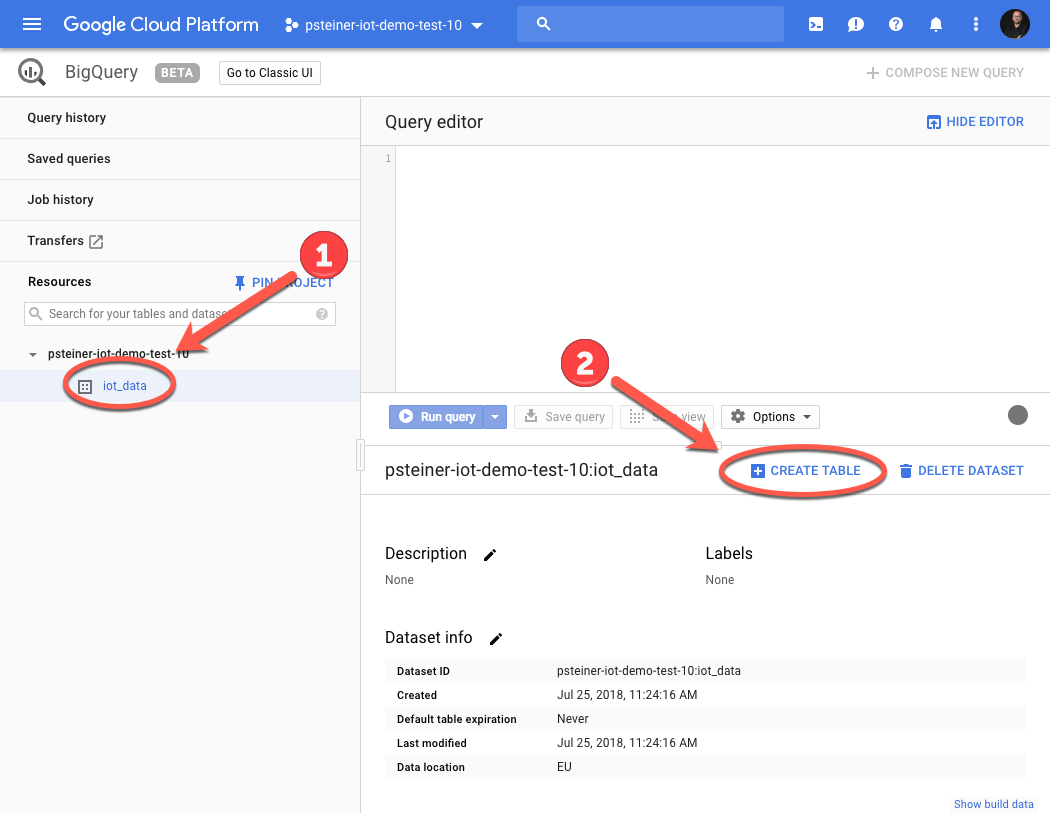 Google Cloud Platform
psteiner-iot-demo-test-10
BigQuery
BETA
Go to Classic UI
COMPOSE NEW QUERY
Query history
Saved queries
Job history
Transfers
Resources
PIN PROJECT
1
Search for your tables and datase
?
psteiner-iot-demo-test-10
iot_data
Query editor
HIDE EDITOR
1
2
Run query
Save query
view
Options
psteiner-iot-demo-test-10:iot_data
CREATE TABLE
DELETE DATASET
Description
None
Labels
None
Dataset info
Dataset ID psteiner-iot-demo-test-10:iot_data
Created Jul 25, 2018, 11:24:16 AM
Default table expiration Never
Last modified Jul 25, 2018, 11:24:16 AM
Data location EU
Show build data